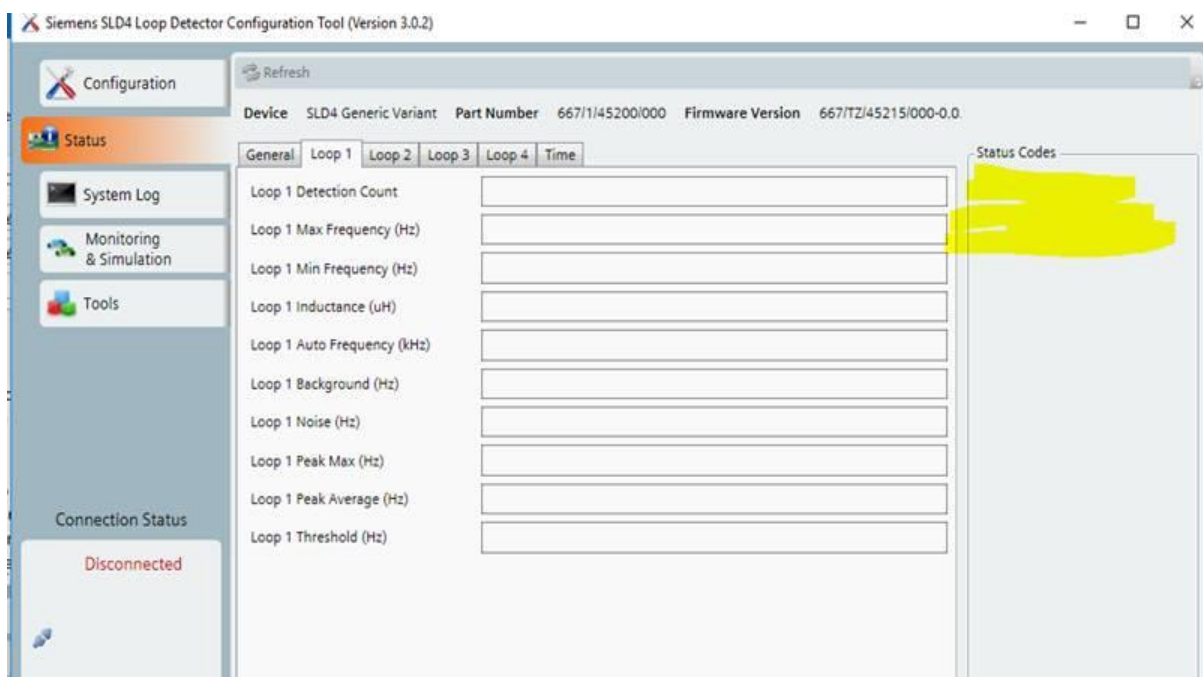 Siemens SLD4 Loop Detector Configuration Tool (Version 3.0.2)
Configuration
Status
System Log
Monitoring
& Simulation
Tools
Connection Status
Disconnected
Refresh
Device SLD4 Generic Variant Part Number 667/1/45200/000 Firmware Version 667/TZ/45215/000-0.0.
General Loop 1 Loop 2 Loop 3 Loop 4 Time
Loop 1 Detection Count
Loop 1 Max Frequency (Hz)
Loop 1 Min Frequency (Hz)
Loop 1 Inductance (uH)
Loop 1 Auto Frequency (kHz)
Loop 1 Background (Hz)
Loop 1 Noise (Hz)
Loop 1 Peak Max (Hz)
Loop 1 Peak Average (Hz)
Loop 1 Threshold (Hz)
Status Codes